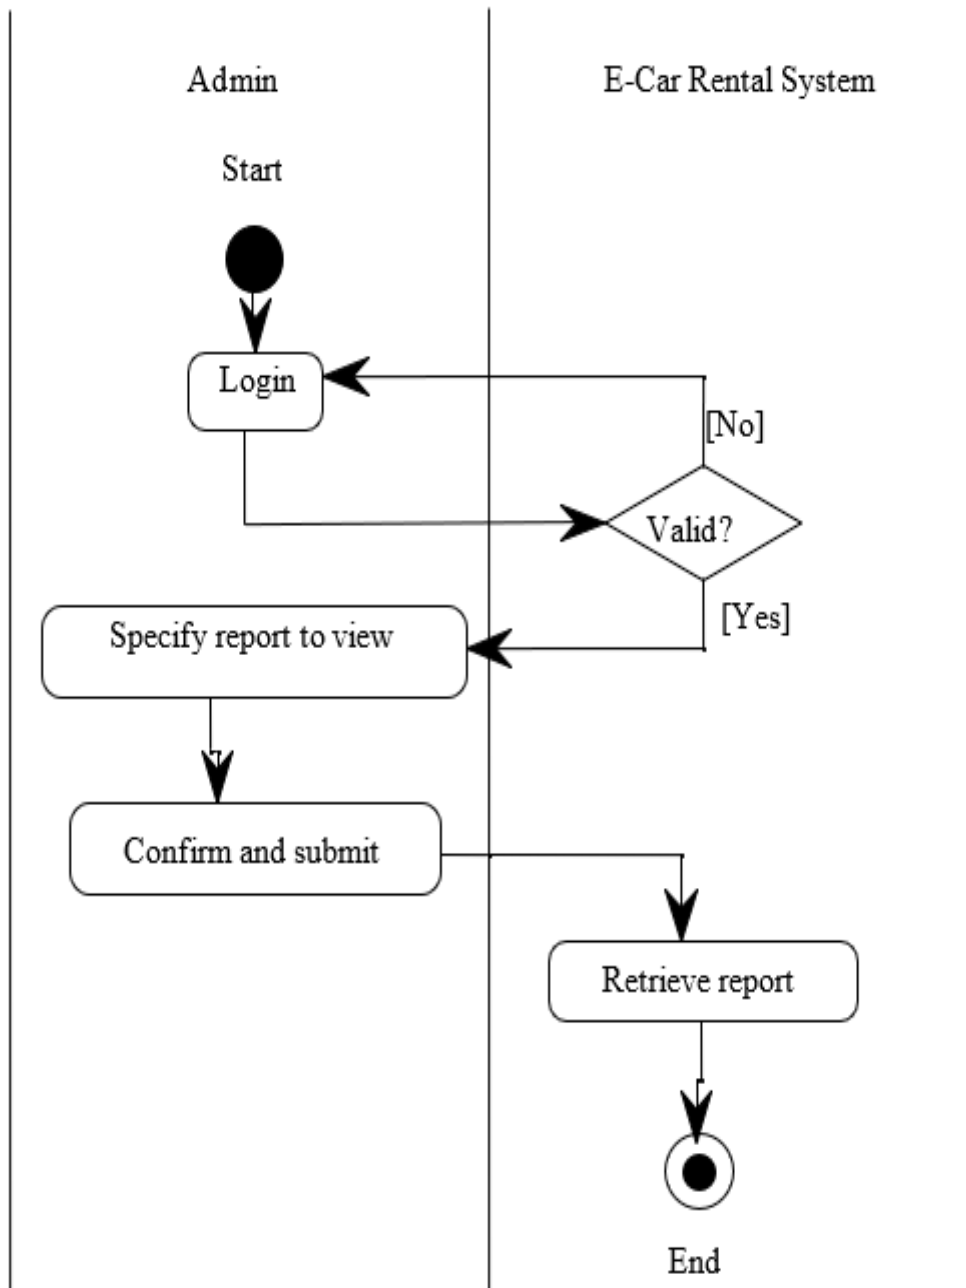 Admin
E-Car Rental System
Start
Login
[No]
Valid?
[Yes]
Specify report to view
Confirm and submit
Retrieve report
End